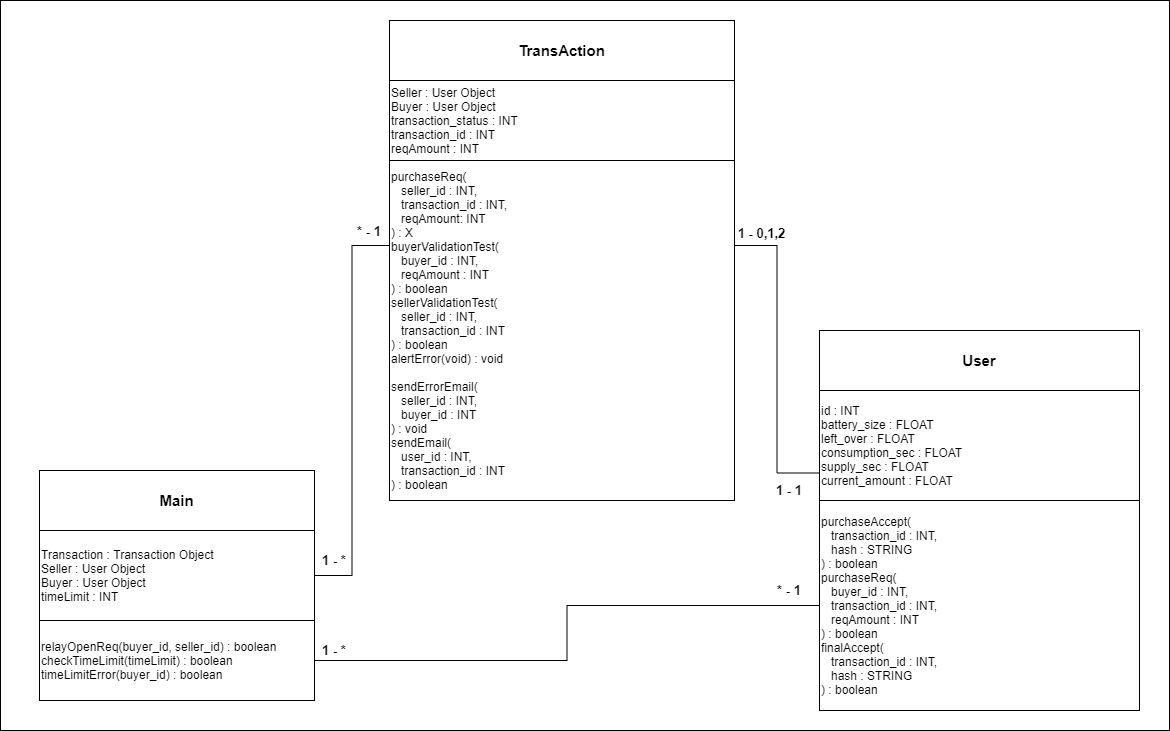 TransAction
Seller : User Object
Buyer : User Object
transaction_status : INT
transaction_id : INT
reqAmount : INT
purchaseReq(
seller_id : INT,
transaction_id : INT,
reqAmount: INT
) : X
buyerValidationTest(
buyer_id : INT,
reqAmount : INT
) : boolean
sellerValidationTest(
seller_id : INT,
transaction_id : INT
) : boolean
alertError(void) : void
sendErrorEmail(
seller_id : INT,
buyer_id : INT
) : void
sendEmail(
user_id : INT,
transaction_id : INT
) : boolean
* - 1
1 - 0,1,2
User
id : INT
battery_size : FLOAT
left_over : FLOAT
consumption_sec : FLOAT
supply_sec : FLOAT
current_amount : FLOAT
purchaseAccept(
transaction_id : INT,
hash : STRING
) : boolean
purchaseReq(
buyer_id : INT,
transaction_id : INT,
reqAmount : INT
) : boolean
finalAccept(
transaction_id : INT,
hash : STRING
) : boolean
1 - 1
* - 1
Main
Transaction : Transaction Object
Seller : User Object
Buyer : User Object
timeLimit : INT
relayOpenReq(buyer_id, seller_id) : boolean
checkTimeLimit(timeLimit) : boolean
timeLimitError(buyer_id) : boolean
1 - *
1 - *